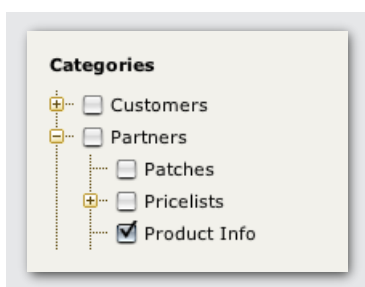 Categories
Customers
Partners
Patches
Pricelists
Product Info